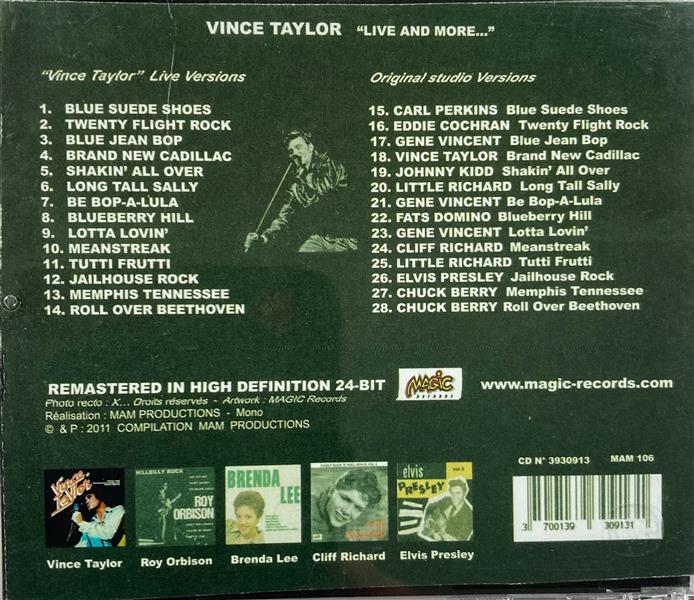 VINCE TAYLOR "LIVE AND MORE..."
"Vince Taylor" Live Versions
1. BLUE SUEDE SHOES
2. TWENTY FLIGHT ROCK
3. BLUE JEAN BOP
4. BRAND NEW CADILLAC
5. SHAKIN' ALL OVER
6. LONG TALL SALLY
7. BE BOP-A-LULA
8. BLUEBERRY HILL
9. LOTTA LOVIN'
10. MEANSTREAK
11. TUTTI FRUTTI
12. JAILHOUSE ROCK
13. MEMPHIS TENNESSEE
14. ROLL OVER BEETHOVEN
Original studio Versions
15. CARL PERKINS Blue Suede Shoes
16. EDDIE COCHRAN Twenty Flight Rock
17. GENE VINCENT Blue Jean Bop
18. VINCE TAYLOR Brand New Cadillac
19. JOHNNY KIDD Shakin' All Over
20. LITTLE RICHARD Long Tall Sally
21. GENE VINCENT Be Bop-A-Lula
22. FATS DOMINO Blueberry Hill
23. GENE VINCENT Lotta Lovin'
24. CLIFF RICHARD Meanstreak
25. LITTLE RICHARD Tutti Frutti
26. ELVIS PRESLEY Jailhouse Rock
27. CHUCK BERRY Memphis Tennessee
28. CHUCK BERRY Roll Over Beethoven
REMASTERED IN HIGH DEFINITION 24-BIT
MAGIC
RECORDS
www.magic-records.com
Photo recto : X... Droits réservés - Artwork : MAGIC Records
Réalisation : MAM PRODUCTIONS - Mono
© & P : 2011 COMPILATION MAM PRODUCTIONS
CD N° 3930913 MAM 106
Vince
Taylor
HILLBILLY ROCK
ROY
ORBISON
BRENDA
LEE
elvis
PRESLEY
3 700139 309131
Vince Taylor
Roy Orbison
Brenda Lee
Cliff Richard
Elvis Presley